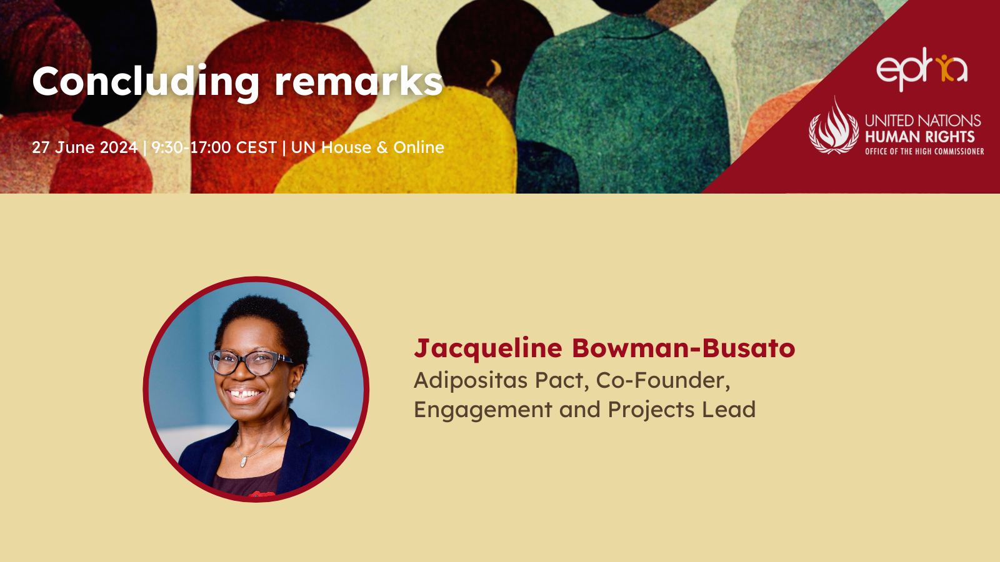 Concluding remarks
27 June 2024 | 9:30-17:00 CEST | UN House & Online
epha
UNITED NATIONS
HUMAN RIGHTS
OFFICE OF THE HIGH COMMISSIONER
Jacqueline Bowman-Busato
Adipositas Pact, Co-Founder,
Engagement and Projects Lead